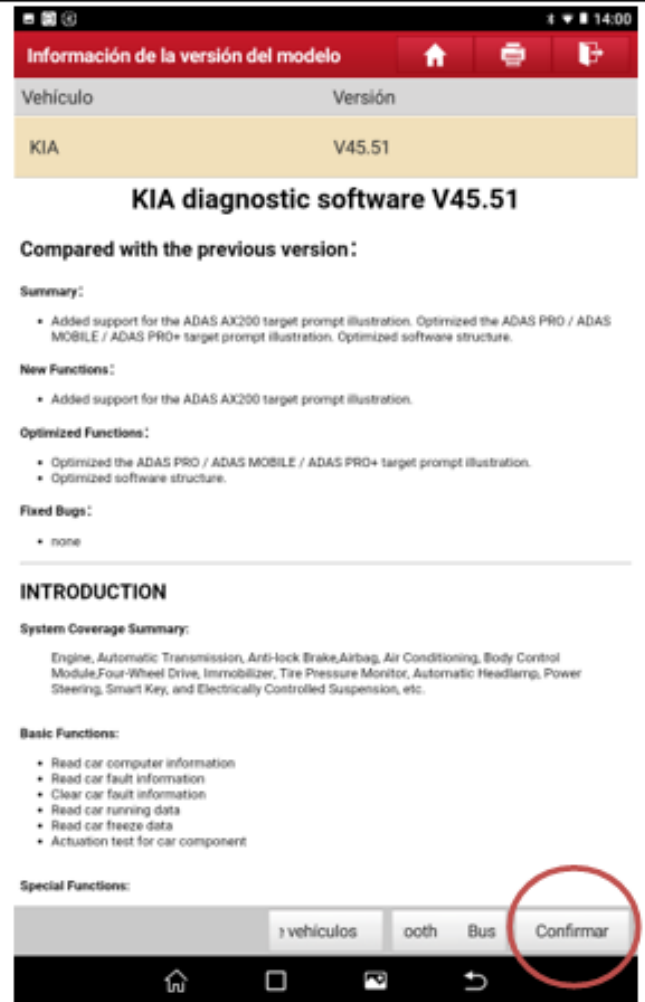 14:00
Información de la versión del modelo
Vehículo Versión
KIA V45.51
KIA diagnostic software V45.51
Compared with the previous version:
Summary:
• Added support for the ADAS AX200 target prompt illustration. Optimized the ADAS PRO / ADAS
MOBILE / ADAS PRO+ target prompt illustration. Optimized software structure.
New Functions:
• Added support for the ADAS AX200 target prompt illustration.
Optimized Functions:
• Optimized the ADAS PRO / ADAS MOBILE / ADAS PRO+ target prompt illustration.
• Optimized software structure.
Fixed Bugs:
• none
INTRODUCTION
System Coverage Summary:
Engine, Automatic Transmission, Anti-lock Brake,Airbag, Air Conditioning, Body Control
Module,Four-Wheel Drive, Immobilizer, Tire Pressure Monitor, Automatic Headlamp, Power
Steering, Smart Key, and Electrically Controlled Suspension, etc.
Basic Functions:
• Read car computer information
• Read car fault information
• Clear car fault information
• Read car running data
• Read car freeze data
• Actuation test for car component
Special Functions:
vehículos ooth Bus Confirmar